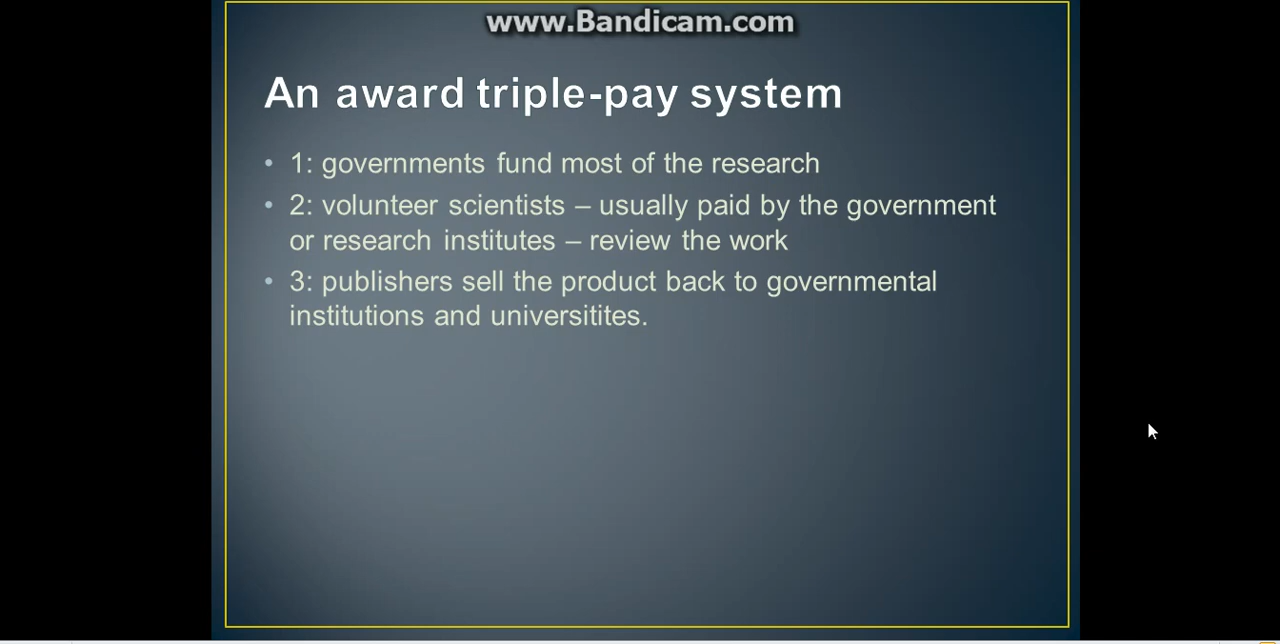 www.Bandicam.com
An award triple-pay system
• 1: governments fund most of the research
• 2: volunteer scientists – usually paid by the government
or research institutes – review the work
• 3: publishers sell the product back to governmental
institutions and universitites.